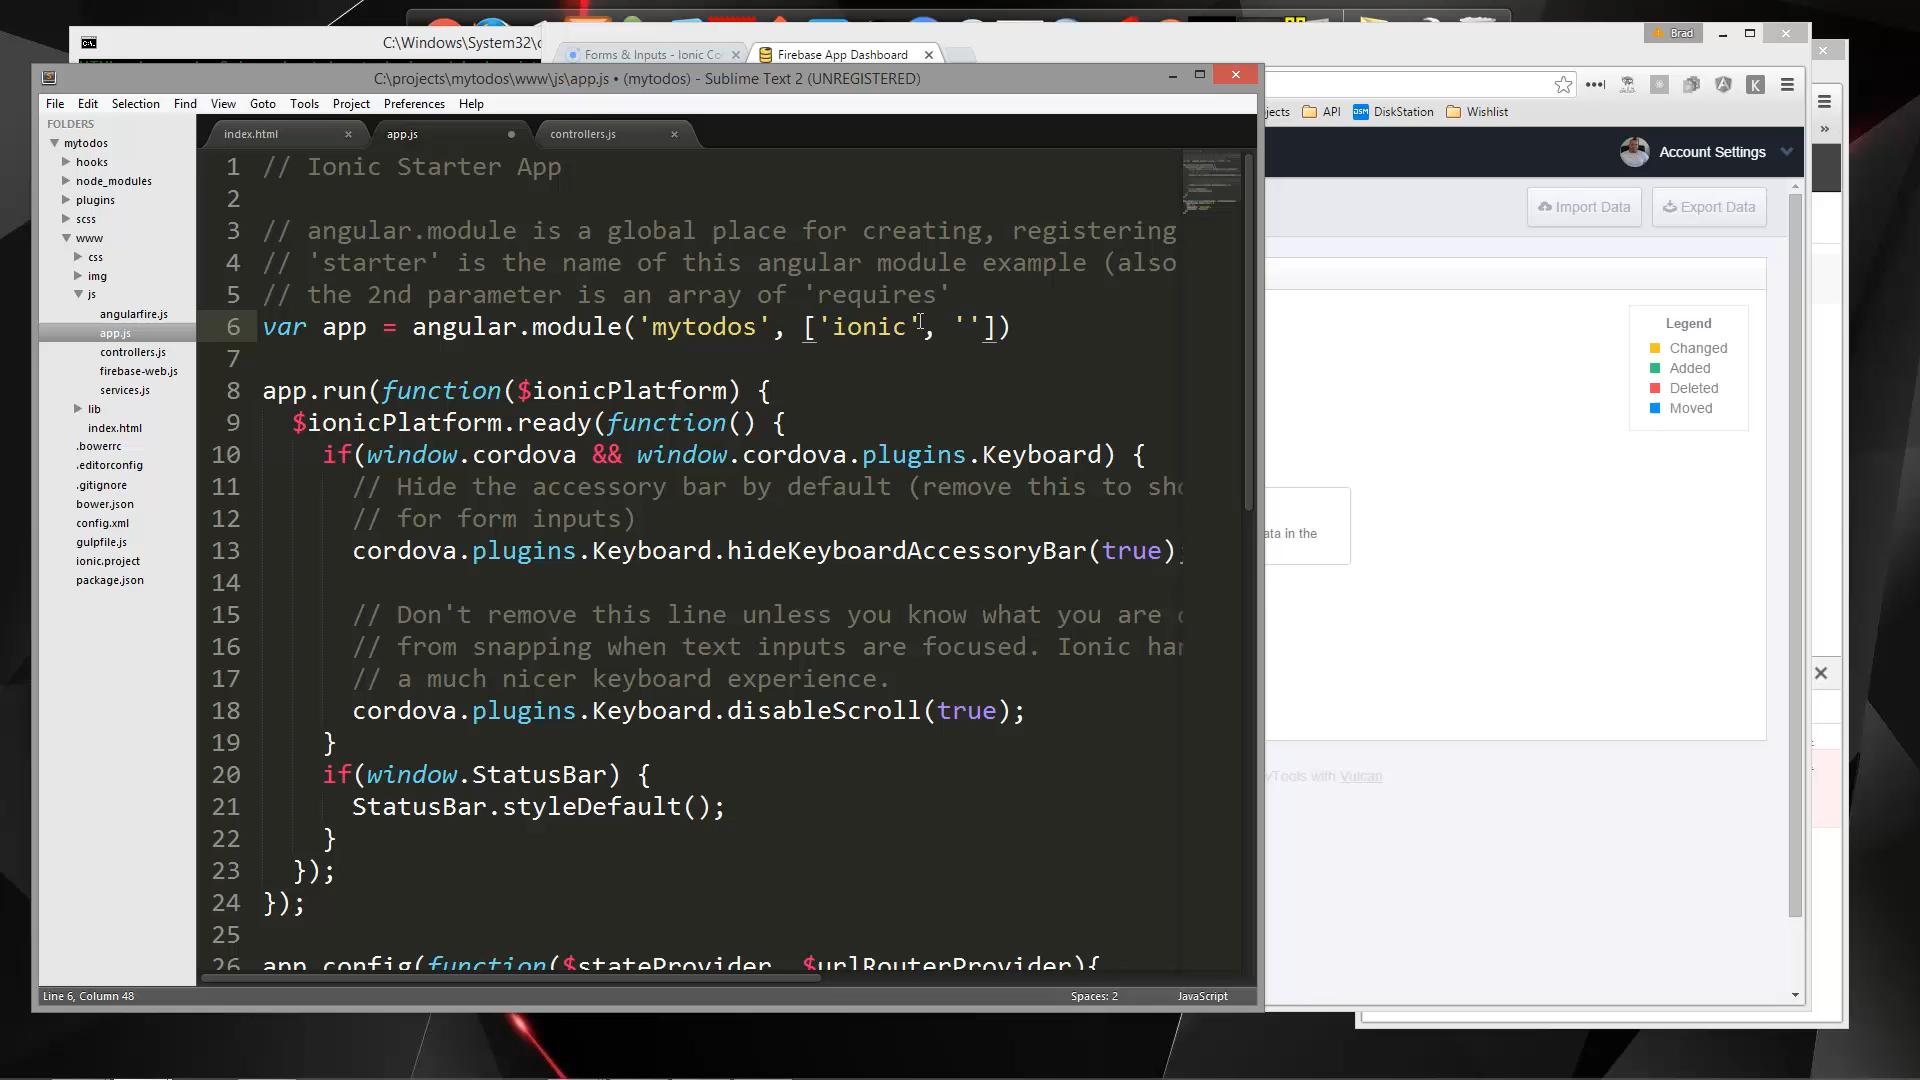 C:\Windows\System32\c
Forms & Inputs - Ionic Co
Firebase App Dashboard
Brad
C:\projects\mytodos\www\js\app.js • (mytodos) - Sublime Text 2 (UNREGISTERED)
File Edit Selection Find View Goto Tools Project Preferences Help
jects API DiskStation Wishlist
FOLDERS
mytodos
hooks
node_modules
plugins
scss
www
css
img
js
angularfire.js
app.js
controllers.js
firebase-web.js
services.js
lib
index.html
.bowerrc
.editorconfig
.gitignore
bower.json
config.xml
gulpfile.js
ionic.project
package.json
index.html app.js controllers.js
1 // Ionic Starter App
2
3 // angular.module is a global place for creating, registering
4 // 'starter' is the name of this angular module example (also
5 // the 2nd parameter is an array of 'requires'
6 var app = angular.module('mytodos', ['ionic', ''])
7
8 app.run(function($ionicPlatform) {
9 $ionicPlatform.ready(function() {
10 if(window.cordova && window.cordova.plugins.Keyboard) {
11 // Hide the accessory bar by default (remove this to sho
12 // for form inputs)
13 cordova.plugins.Keyboard.hideKeyboardAccessoryBar(true);
14
15 // Don't remove this line unless you know what you are d
16 // from snapping when text inputs are focused. Ionic han
17 // a much nicer keyboard experience.
18 cordova.plugins.Keyboard.disableScroll(true);
19 }
20 if(window.StatusBar) {
21 StatusBar.styleDefault();
22 }
23 });
24 });
25
26 app.config(function($stateProvider, $urlRouterProvider){
Line 6, Column 48
Spaces: 2
JavaScript
Account Settings
Import Data
Export Data
Legend
Changed
Added
Deleted
Moved
ata in the
vTools with Vulcan